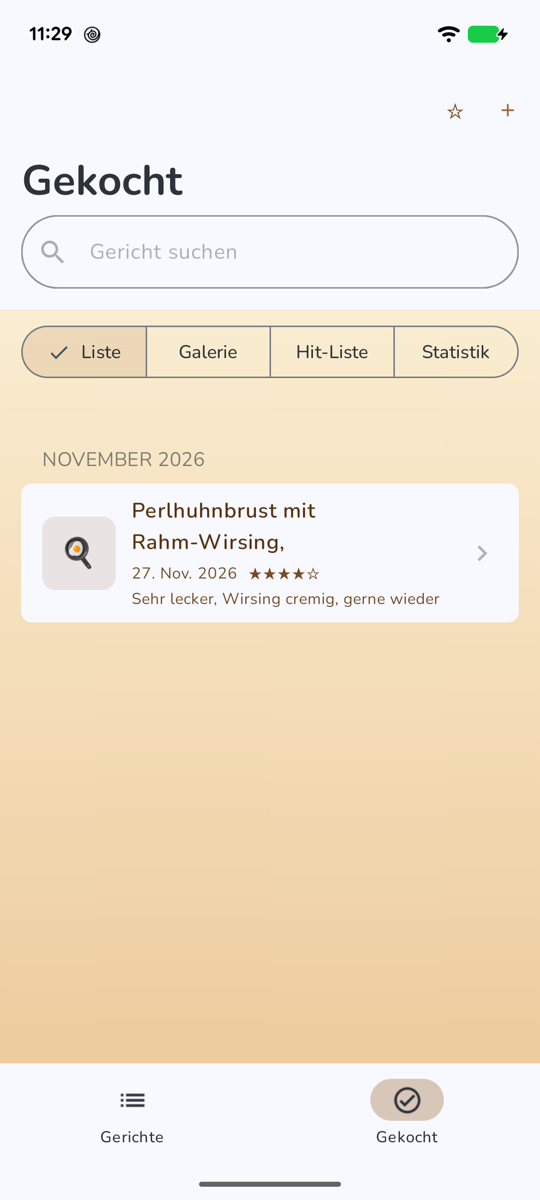 11:29
Gekocht
Gericht suchen
Liste
Galerie
Hit-Liste
Statistik
NOVEMBER 2026
Perlhuhnbrust mit
Rahm-Wirsing,
27. Nov. 2026 ★★★★☆
Sehr lecker, Wirsing cremig, gerne wieder
Gerichte
Gekocht